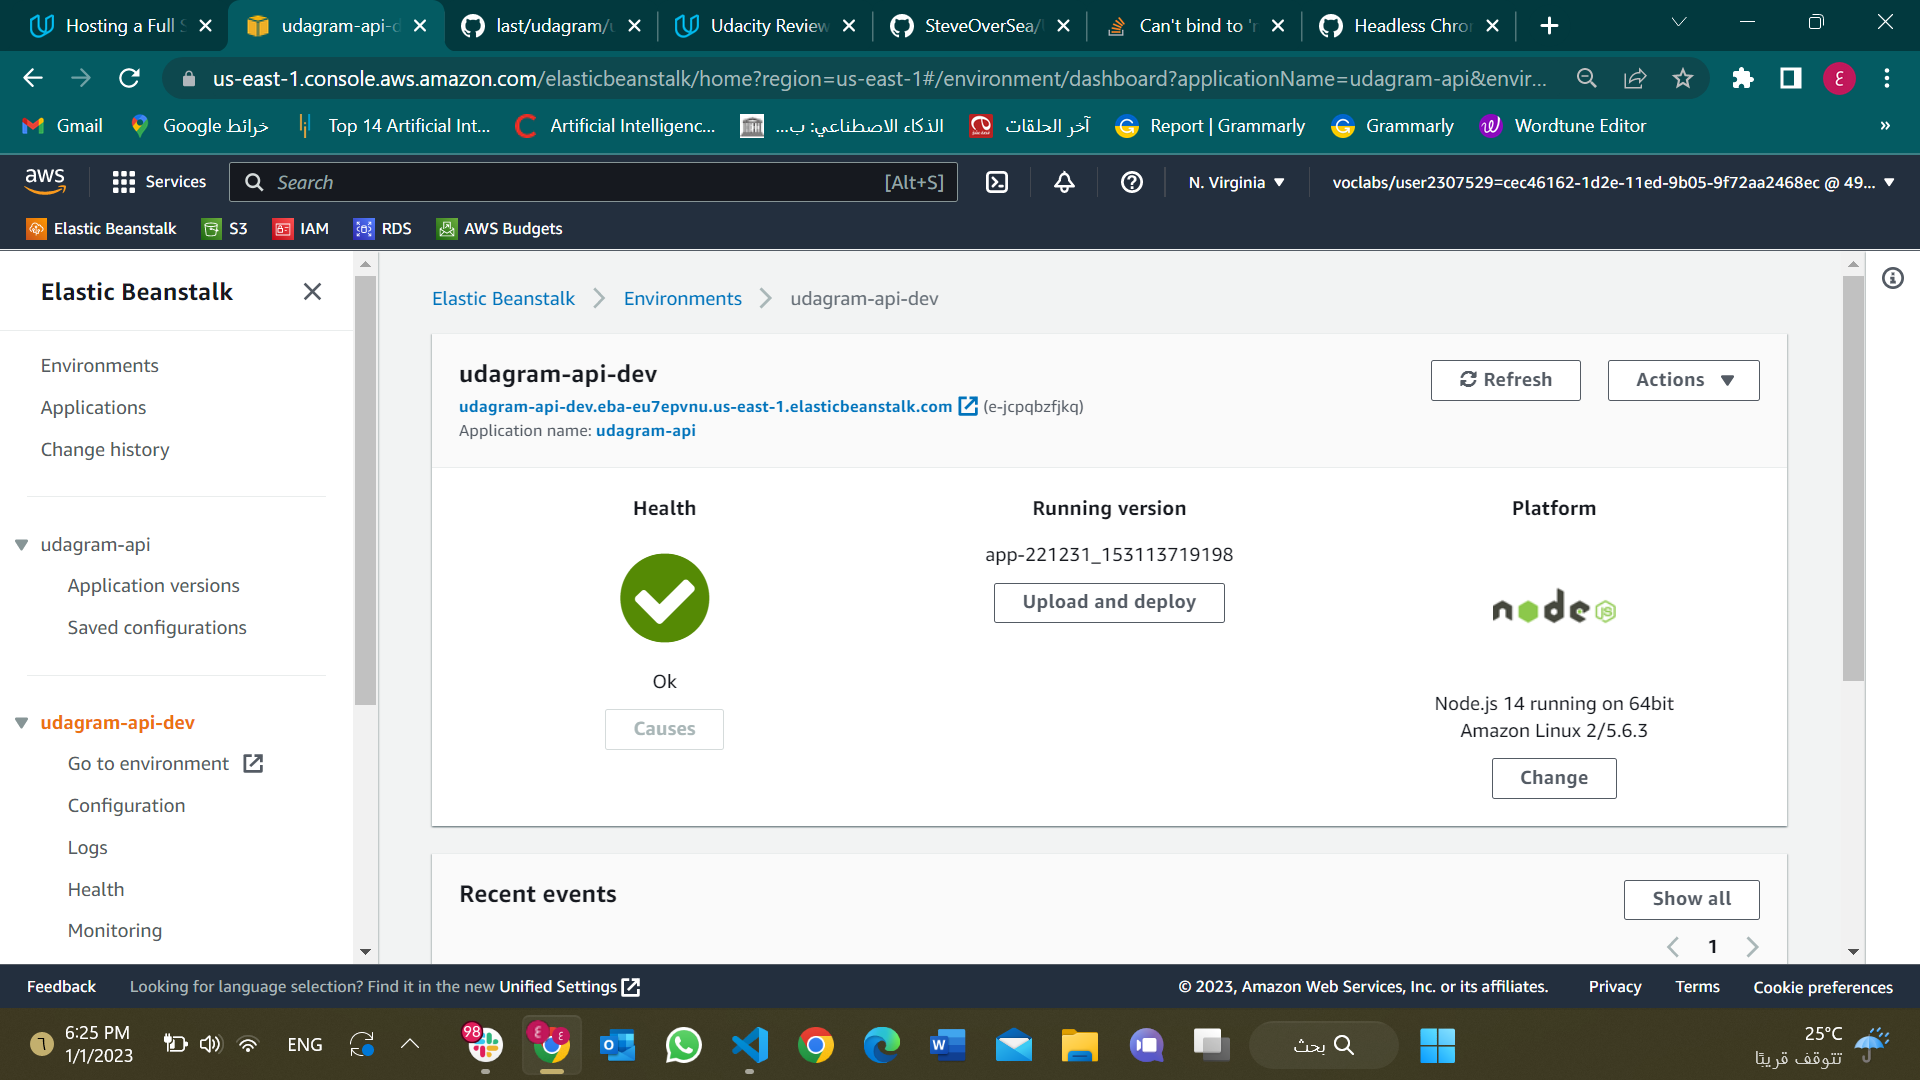 Hosting a Full S
udagram-api-d
last/udagram/u
Udacity Review
SteveOverSea/
Can't bind to 'n
Headless Chro
us-east-1.console.aws.amazon.com/elasticbeanstalk/home?region=us-east-1#/environment/dashboard?applicationName=udagram-api&envir...
Gmail
خرائط Google
Top 14 Artificial Int...
Artificial Intelligenc...
الذكاء الاصطناعي: ب...
آخر الحلقات
Report | Grammarly
Grammarly
Wordtune Editor
»
aws
Services
Search
[Alt+S]
N. Virginia
voclabs/user2307529=cec46162-1d2e-11ed-9b05-9f72aa2468ec @ 49...
Elastic Beanstalk
S3
IAM
RDS
AWS Budgets
Elastic Beanstalk
Environments
Applications
Change history
udagram-api
Application versions
Saved configurations
udagram-api-dev
Go to environment
Configuration
Logs
Health
Monitoring
Elastic Beanstalk
Environments
udagram-api-dev
udagram-api-dev
udagram-api-dev.eba-eu7epvnu.us-east-1.elasticbeanstalk.com (e-jcpqbzfjkq)
Application name: udagram-api
Refresh
Actions
Health
Ok
Causes
Running version
app-221231_153113719198
Upload and deploy
Platform
node JS
Node.js 14 running on 64bit
Amazon Linux 2/5.6.3
Change
Recent events
Show all
1
Feedback
Looking for language selection? Find it in the new Unified Settings
© 2023, Amazon Web Services, Inc. or its affiliates.
Privacy
Terms
Cookie preferences
6:25 PM
1/1/2023
ENG
98
بحث
25°C
تتوقف قريبًا